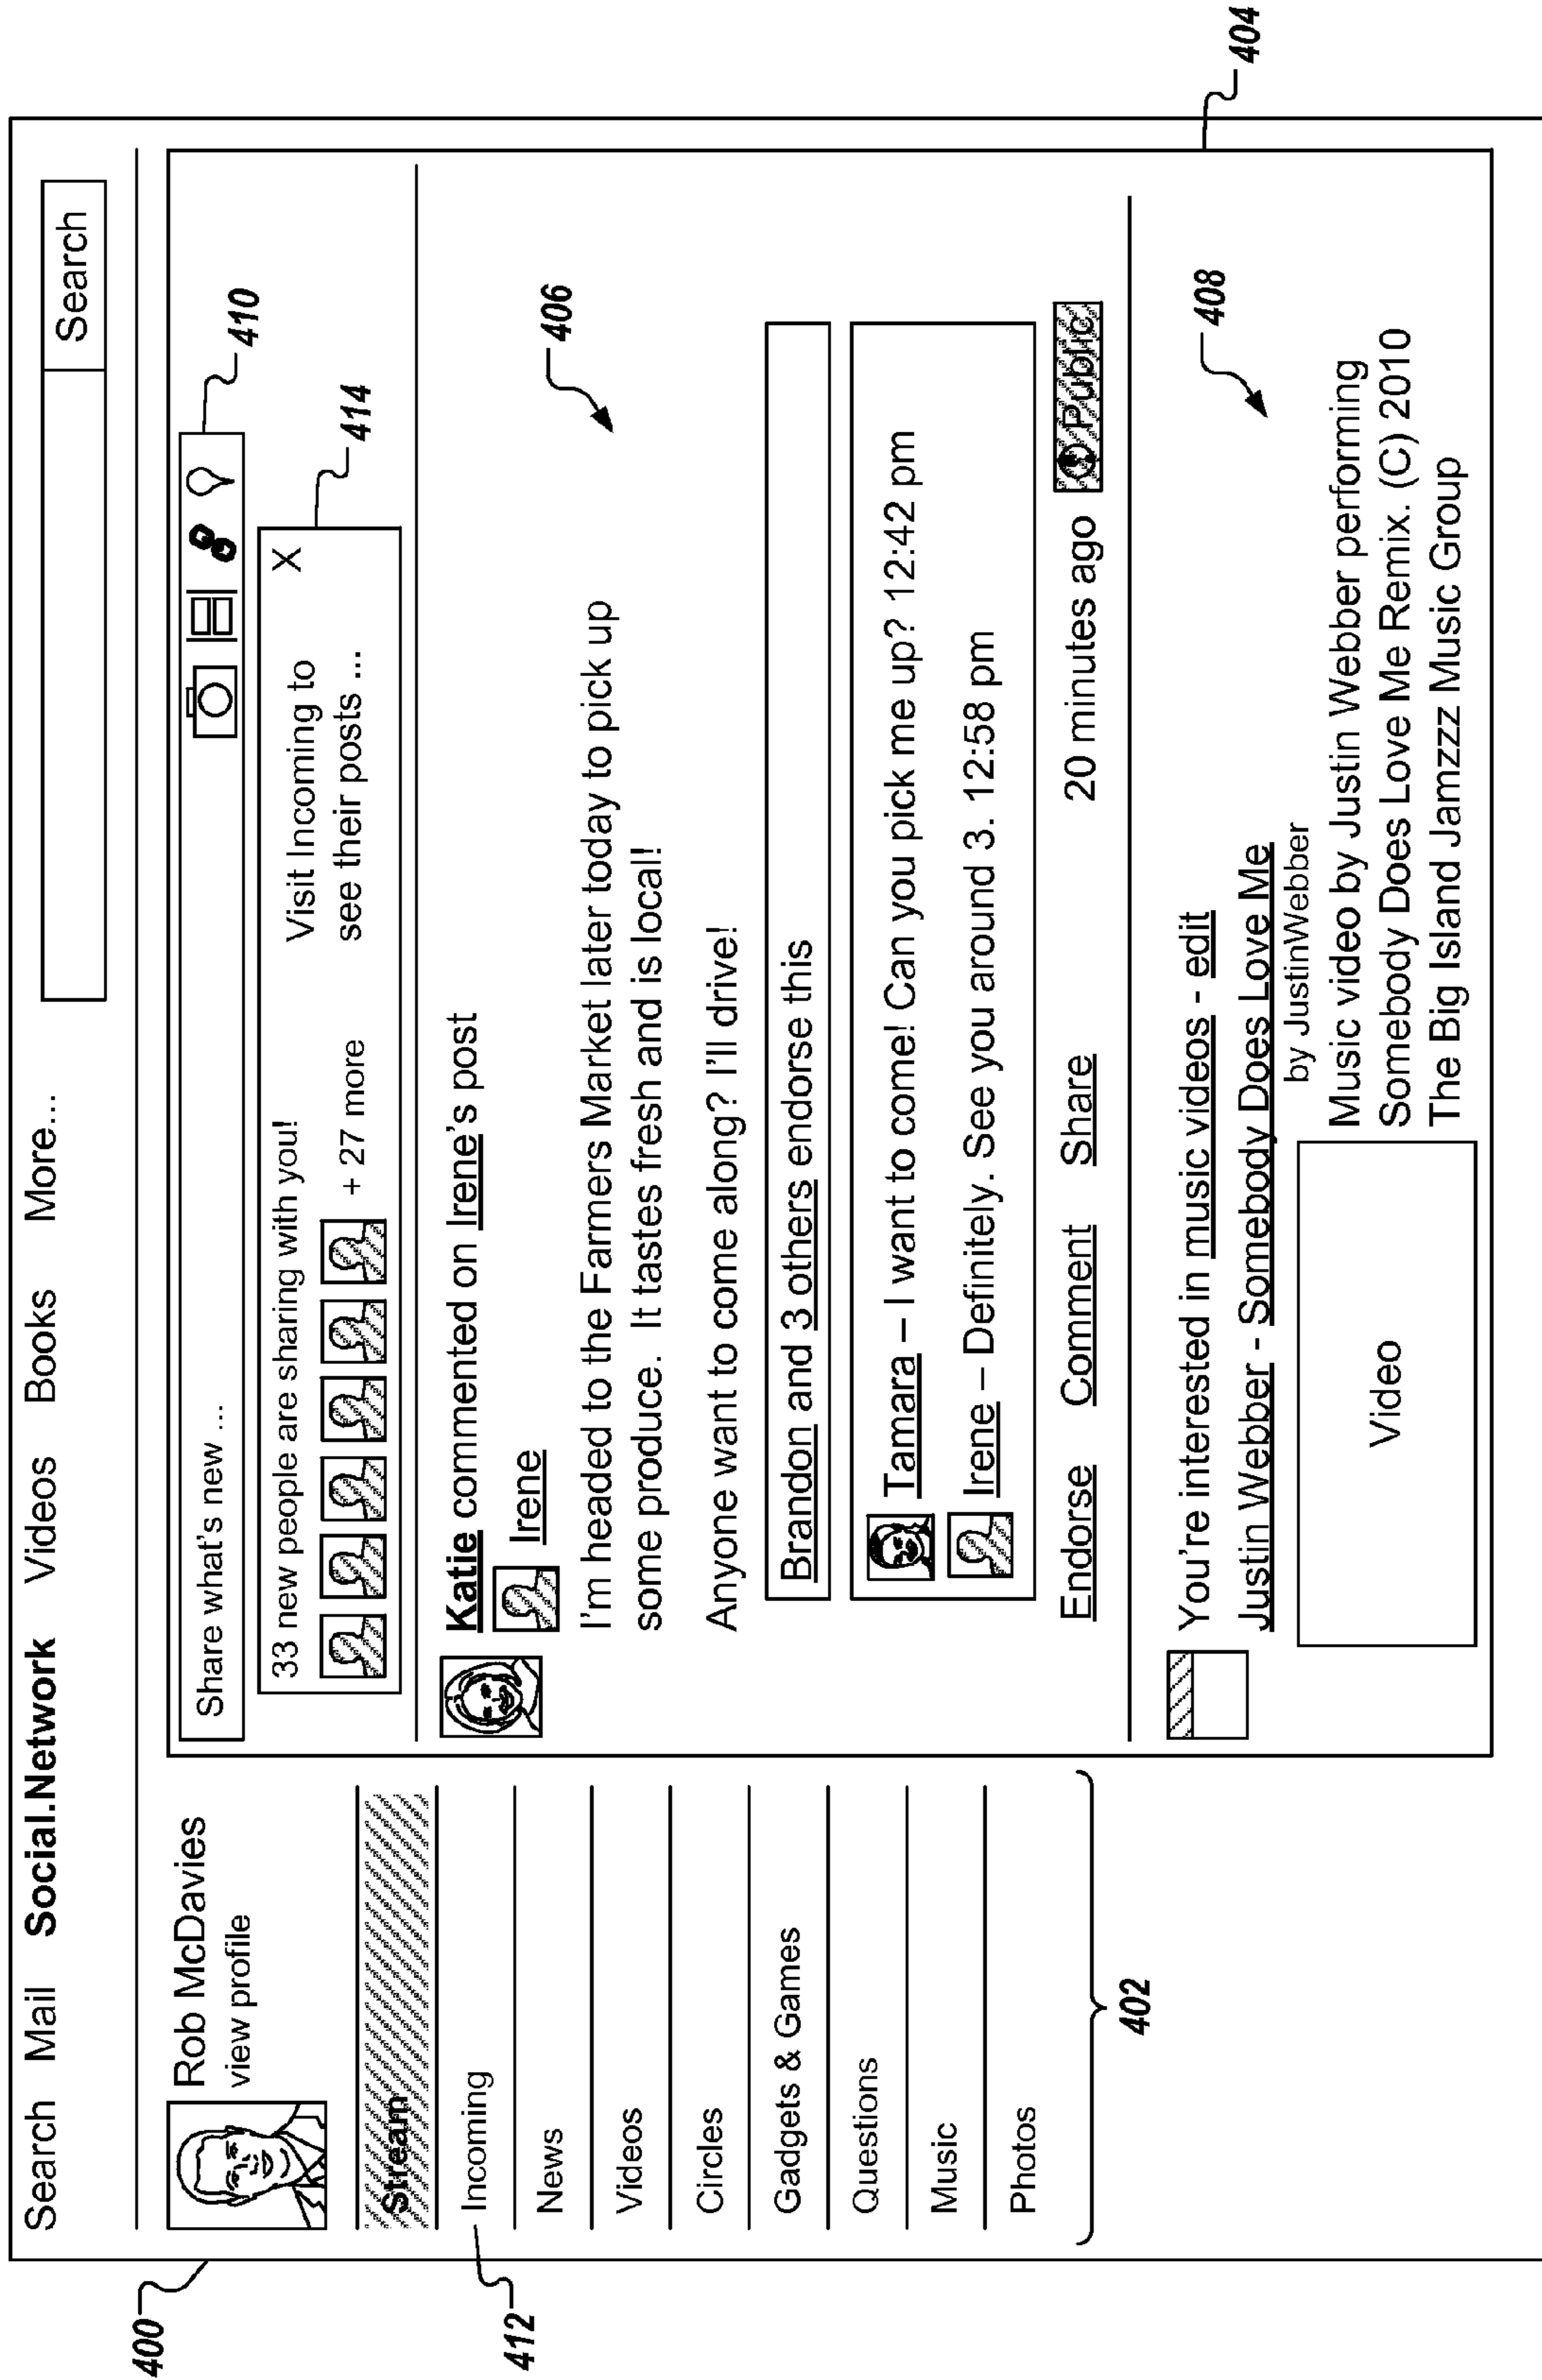 Search Mail Social.Network Videos Books More...
Search
400
Rob McDavies
view profile
Stream
Incoming
412
News
Videos
Circles
Gadgets & Games
Questions
Music
Photos
402
Share what's new ...
410
33 new people are sharing with you!
+ 27 more
Visit Incoming to
see their posts ...
X
414
Katie commented on Irene's post
Irene
406
I'm headed to the Farmers Market later today to pick up
some produce. It tastes fresh and is local!
Anyone want to come along? I'll drive!
Brandon and 3 others endorse this
Tamara – I want to come! Can you pick me up? 12:42 pm
Irene – Definitely. See you around 3. 12:58 pm
Endorse Comment Share 20 minutes ago Public
404
You're interested in music videos - edit
408
Justin Webber - Somebody Does Love Me
by JustinWebber
Video
Music video by Justin Webber performing
Somebody Does Love Me Remix. (C) 2010
The Big Island Jamzzz Music Group